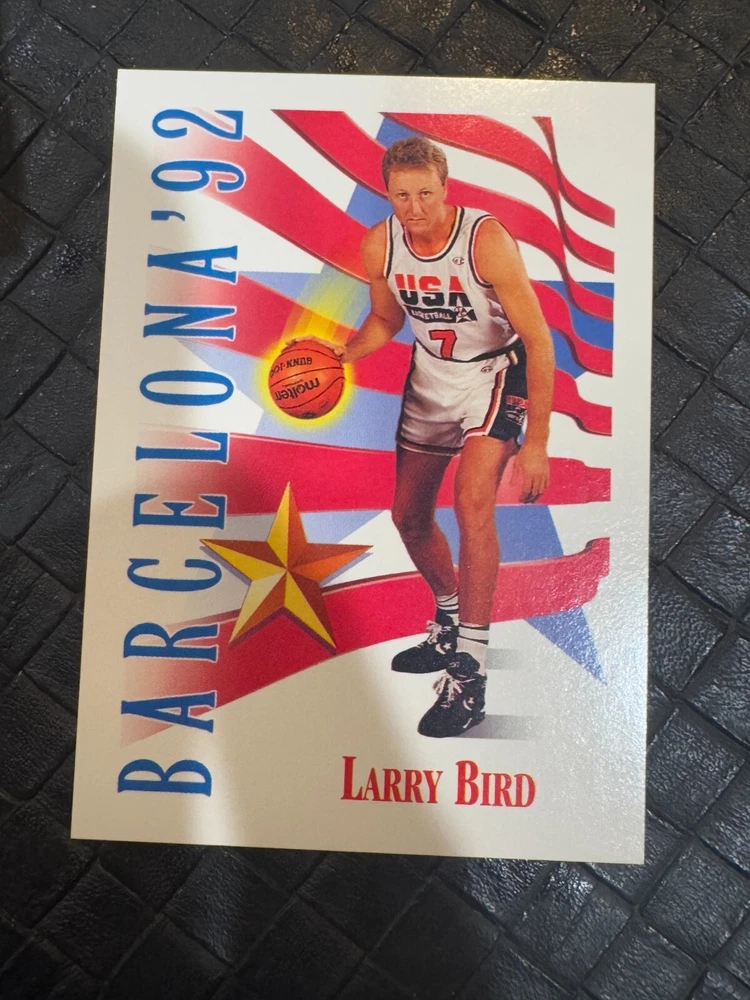 BARCELONA '92
USA
BASKETBALL
7
molten
LARRY BIRD